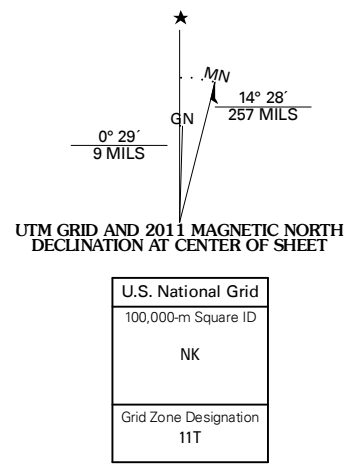 MN
GN
14° 28´
257 MILS
0° 29´
9 MILS
UTM GRID AND 2011 MAGNETIC NORTH
DECLINATION AT CENTER OF SHEET
U.S. National Grid
100,000-m Square ID
NK
Grid Zone Designation
11T